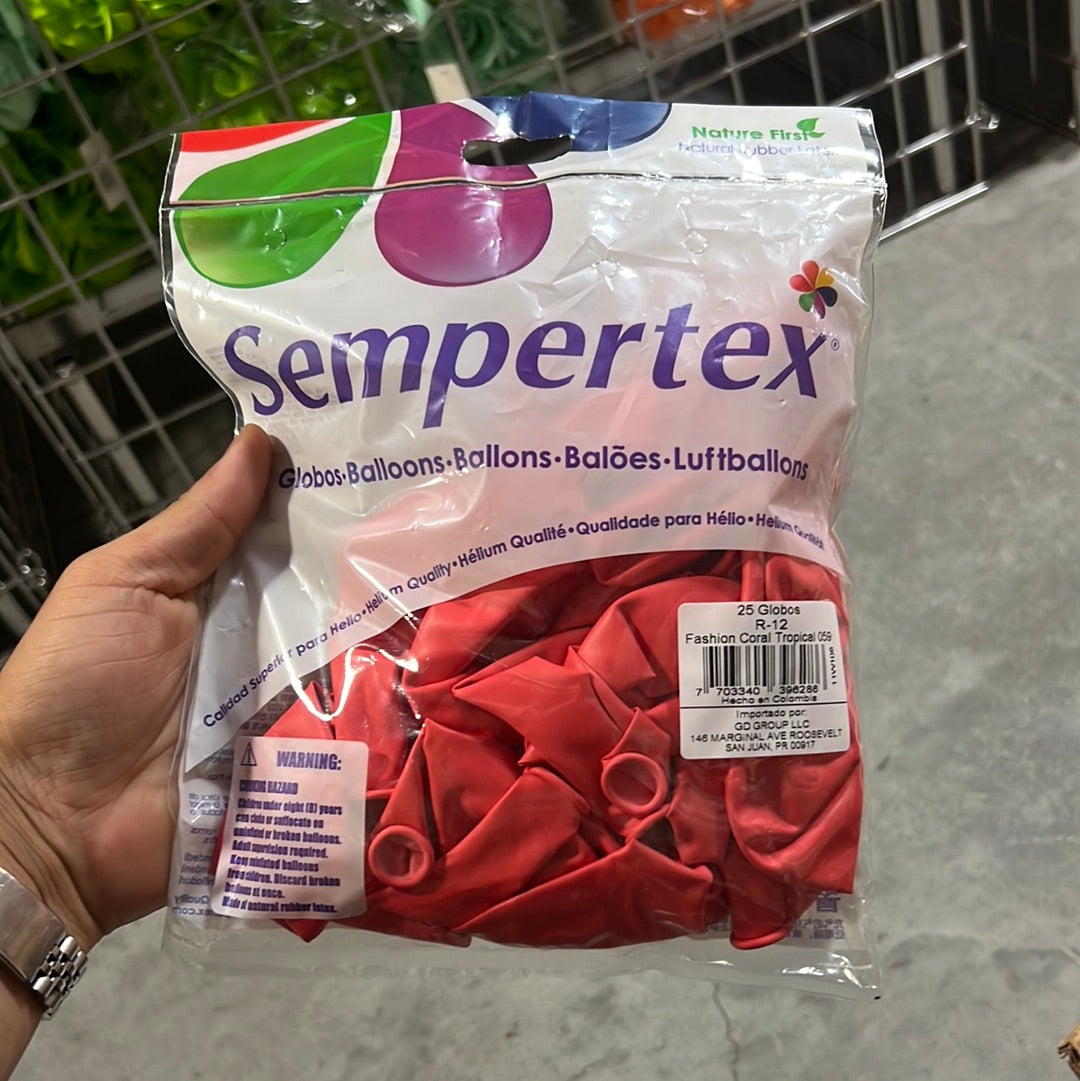 Nature First
Natural Rubber Latex
Sempertex®
Globos•Balloons•Ballons•Balões•Luftballons
Calidad Superior para Helio•Helium Quality•Hélium Qualité•Qualidade para Hélio•Helium Qualität
25 Globos
R-12
Fashion Coral Tropical 059
11W108
7 703340 396286
Hecho en Colombia
Importado por:
GD GROUP LLC
146 MARGINAL AVE ROOSEVELT
SAN JUAN, PR 00917
WARNING:
CHOKING HAZARD
Children under eight (8) years
can choke or suffocate on
uninflated or broken balloons.
Adult supervision required.
Keep uninflated balloons
from children. Discard broken
balloons at once.
Made of natural rubber latex.